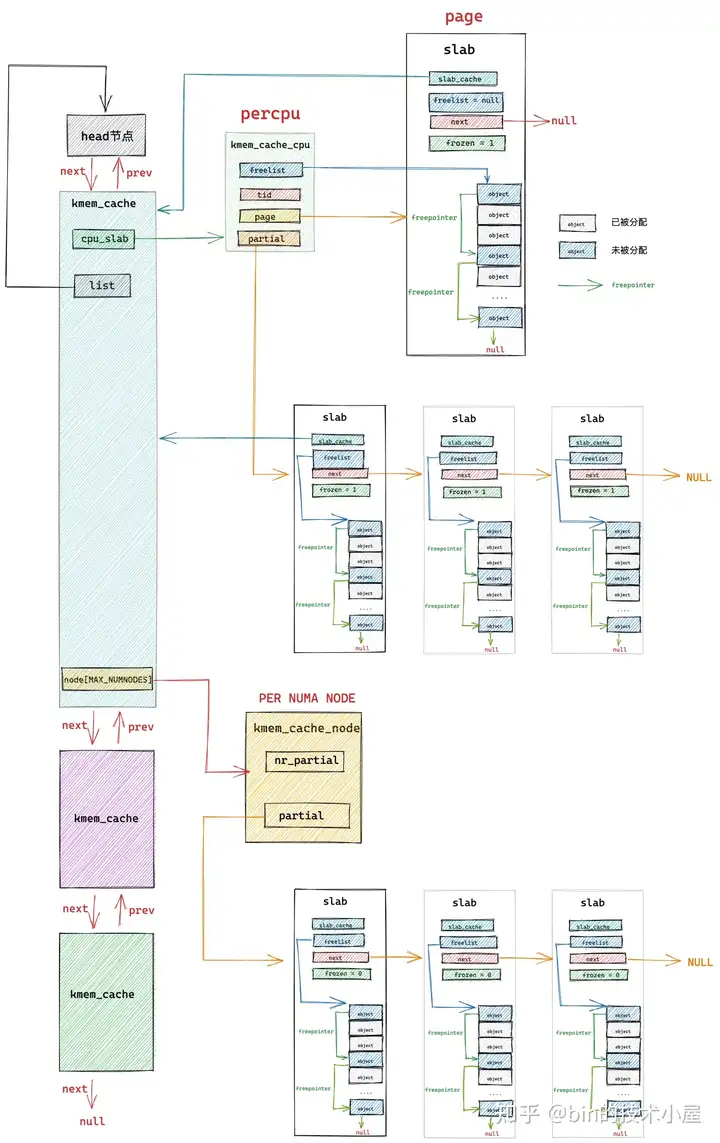 page
slab
slab_cache
freelist = null
next
null
frozen = 1
percpu
kmem_cache_cpu
freelist
tid
page
partial
head节点
next
prev
kmem_cache
cpu_slab
list
object
object
object
object
object
....
object
null
freepointer
freepointer
object
已被分配
object
未被分配
freepointer
slab
slab_cache
freelist
next
frozen = 1
object
object
object
object
object
....
object
null
freepointer
freepointer
slab
slab_cache
freelist
next
frozen = 1
object
object
object
object
object
....
object
null
freepointer
freepointer
slab
slab_cache
freelist
next
frozen = 1
object
object
object
object
object
....
object
null
freepointer
freepointer
NULL
node[MAX_NUMNODES]
next
prev
PER NUMA NODE
kmem_cache_node
nr_partial
partial
kmem_cache
next
prev
kmem_cache
next
null
slab
slab_cache
freelist
next
frozen = 0
object
object
object
object
object
....
object
null
freepointer
freepointer
slab
slab_cache
freelist
next
frozen = 0
object
object
object
object
object
....
object
null
freepointer
freepointer
slab
slab_cache
freelist
next
frozen = 0
object
object
object
object
object
....
object
null
freepointer
freepointer
NULL
知乎 @bin的技术小屋